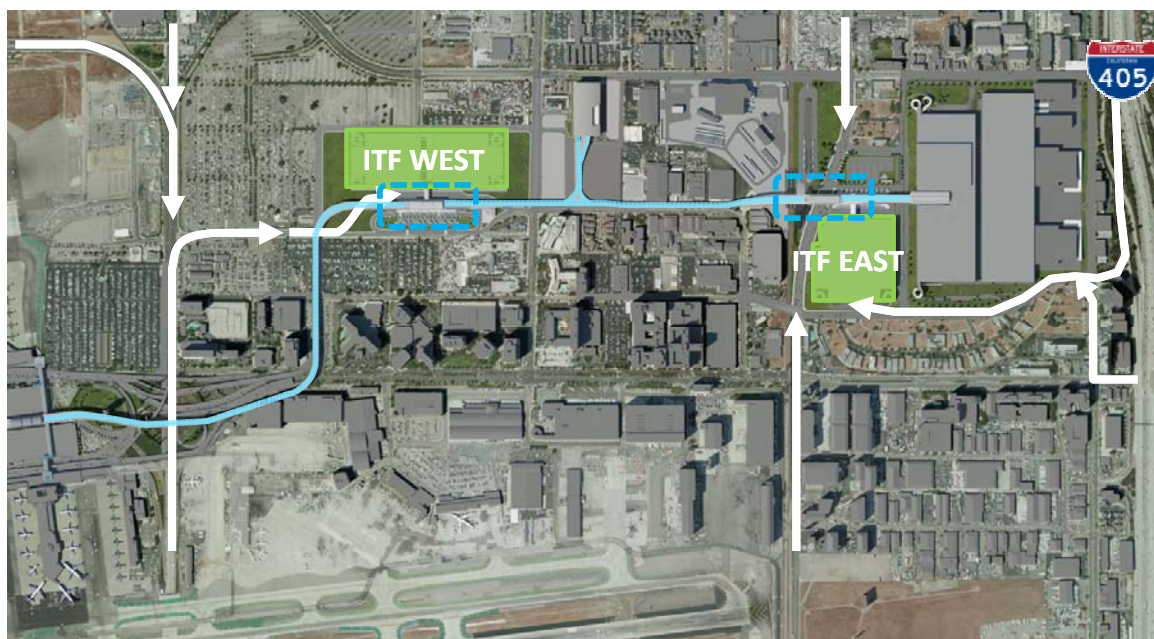 INTERSTATE
CALIFORNIA
405
ITF WEST
ITF EAST